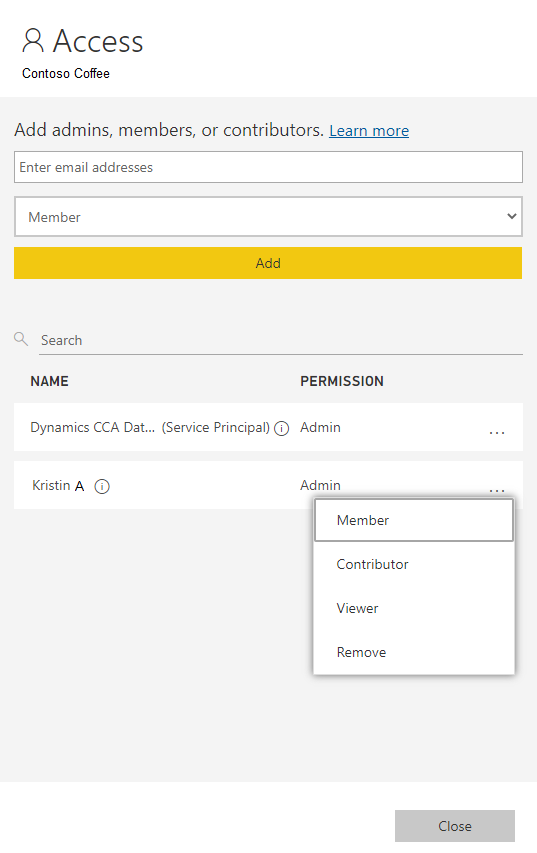 Access
Contoso Coffee
Add admins, members, or contributors. Learn more
Enter email addresses
Member
Add
Search
NAME PERMISSION
Dynamics CCA Dat... (Service Principal) Admin ...
Kristin A Admin ...
Member
Contributor
Viewer
Remove
Close